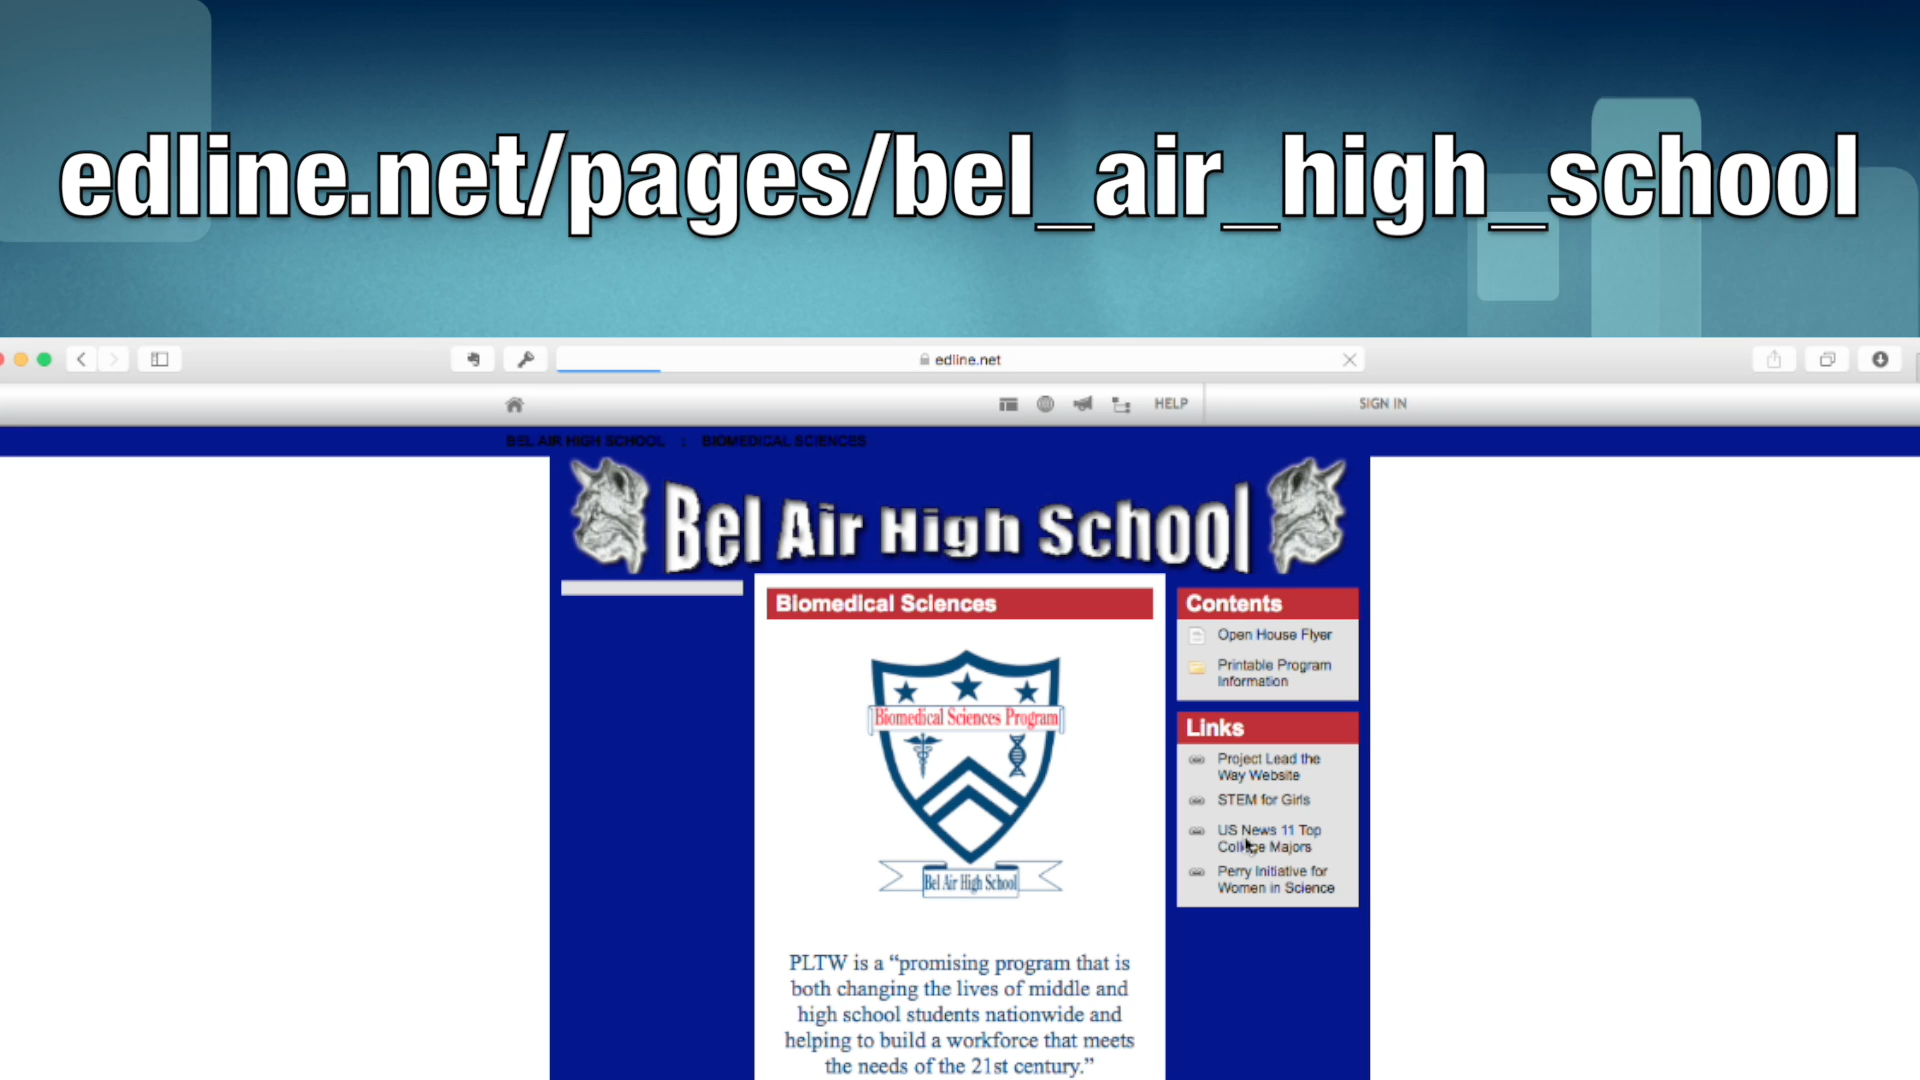 edline.net/pages/bel_air_high_school
edline.net
HELP
SIGN IN
BEL AIR HIGH SCHOOL : BIOMEDICAL SCIENCES
Bel Air High School
Biomedical Sciences
Biomedical Sciences Program
Bel Air High School
PLTW is a “promising program that is
both changing the lives of middle and
high school students nationwide and
helping to build a workforce that meets
the needs of the 21st century.”
Contents
Open House Flyer
Printable Program
Information
Links
Project Lead the
Way Website
STEM for Girls
US News 11 Top
College Majors
Perry Initiative for
Women in Science